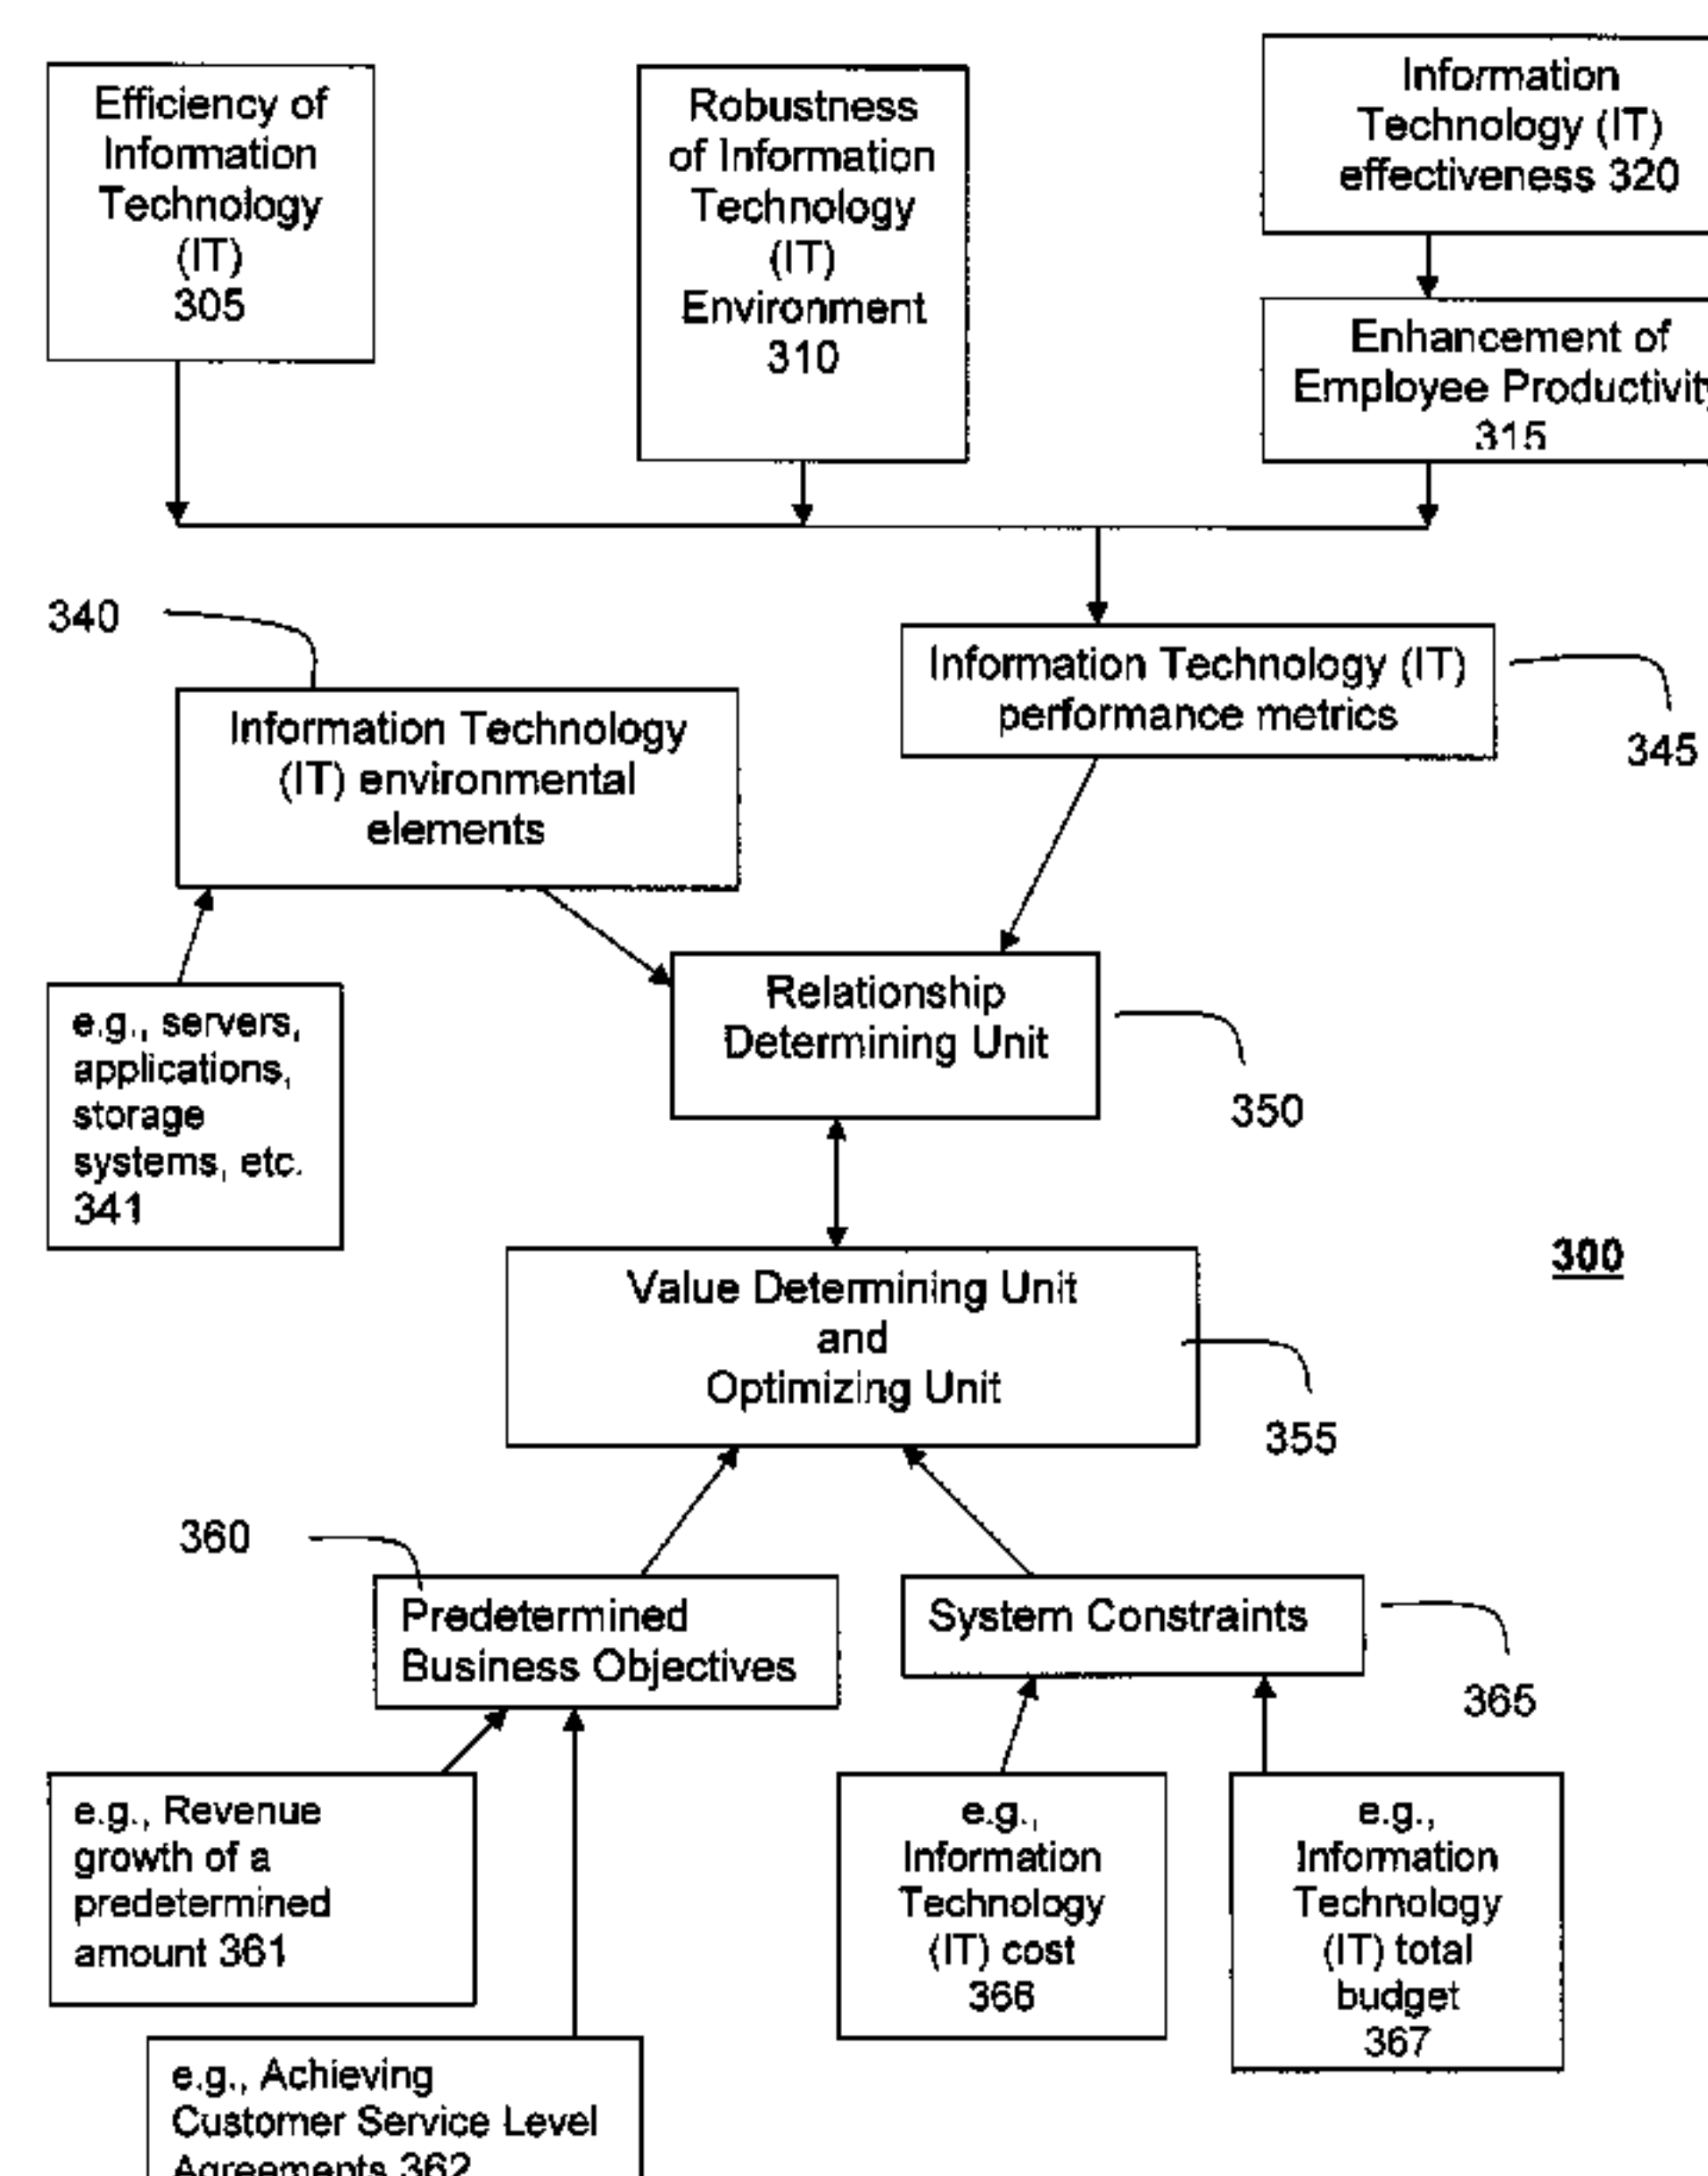 Efficiency of
Information
Technology
(IT)
305
Robustness
of Information
Technology
(IT)
Environment
310
Information
Technology (IT)
effectiveness 320
Enhancement of
Employee Productivity
315
340
Information Technology
(IT) environmental
elements
Information Technology (IT)
performance metrics
345
e.g., servers,
applications,
storage
systems, etc.
341
Relationship
Determining Unit
350
300
Value Determining Unit
and
Optimizing Unit
355
360
Predetermined
Business Objectives
System Constraints
365
e.g., Revenue
growth of a
predetermined
amount 361
e.g.,
Information
Technology
(IT) cost
366
e.g.,
Information
Technology
(IT) total
budget
367
e.g., Achieving
Customer Service Level
Agreements 362